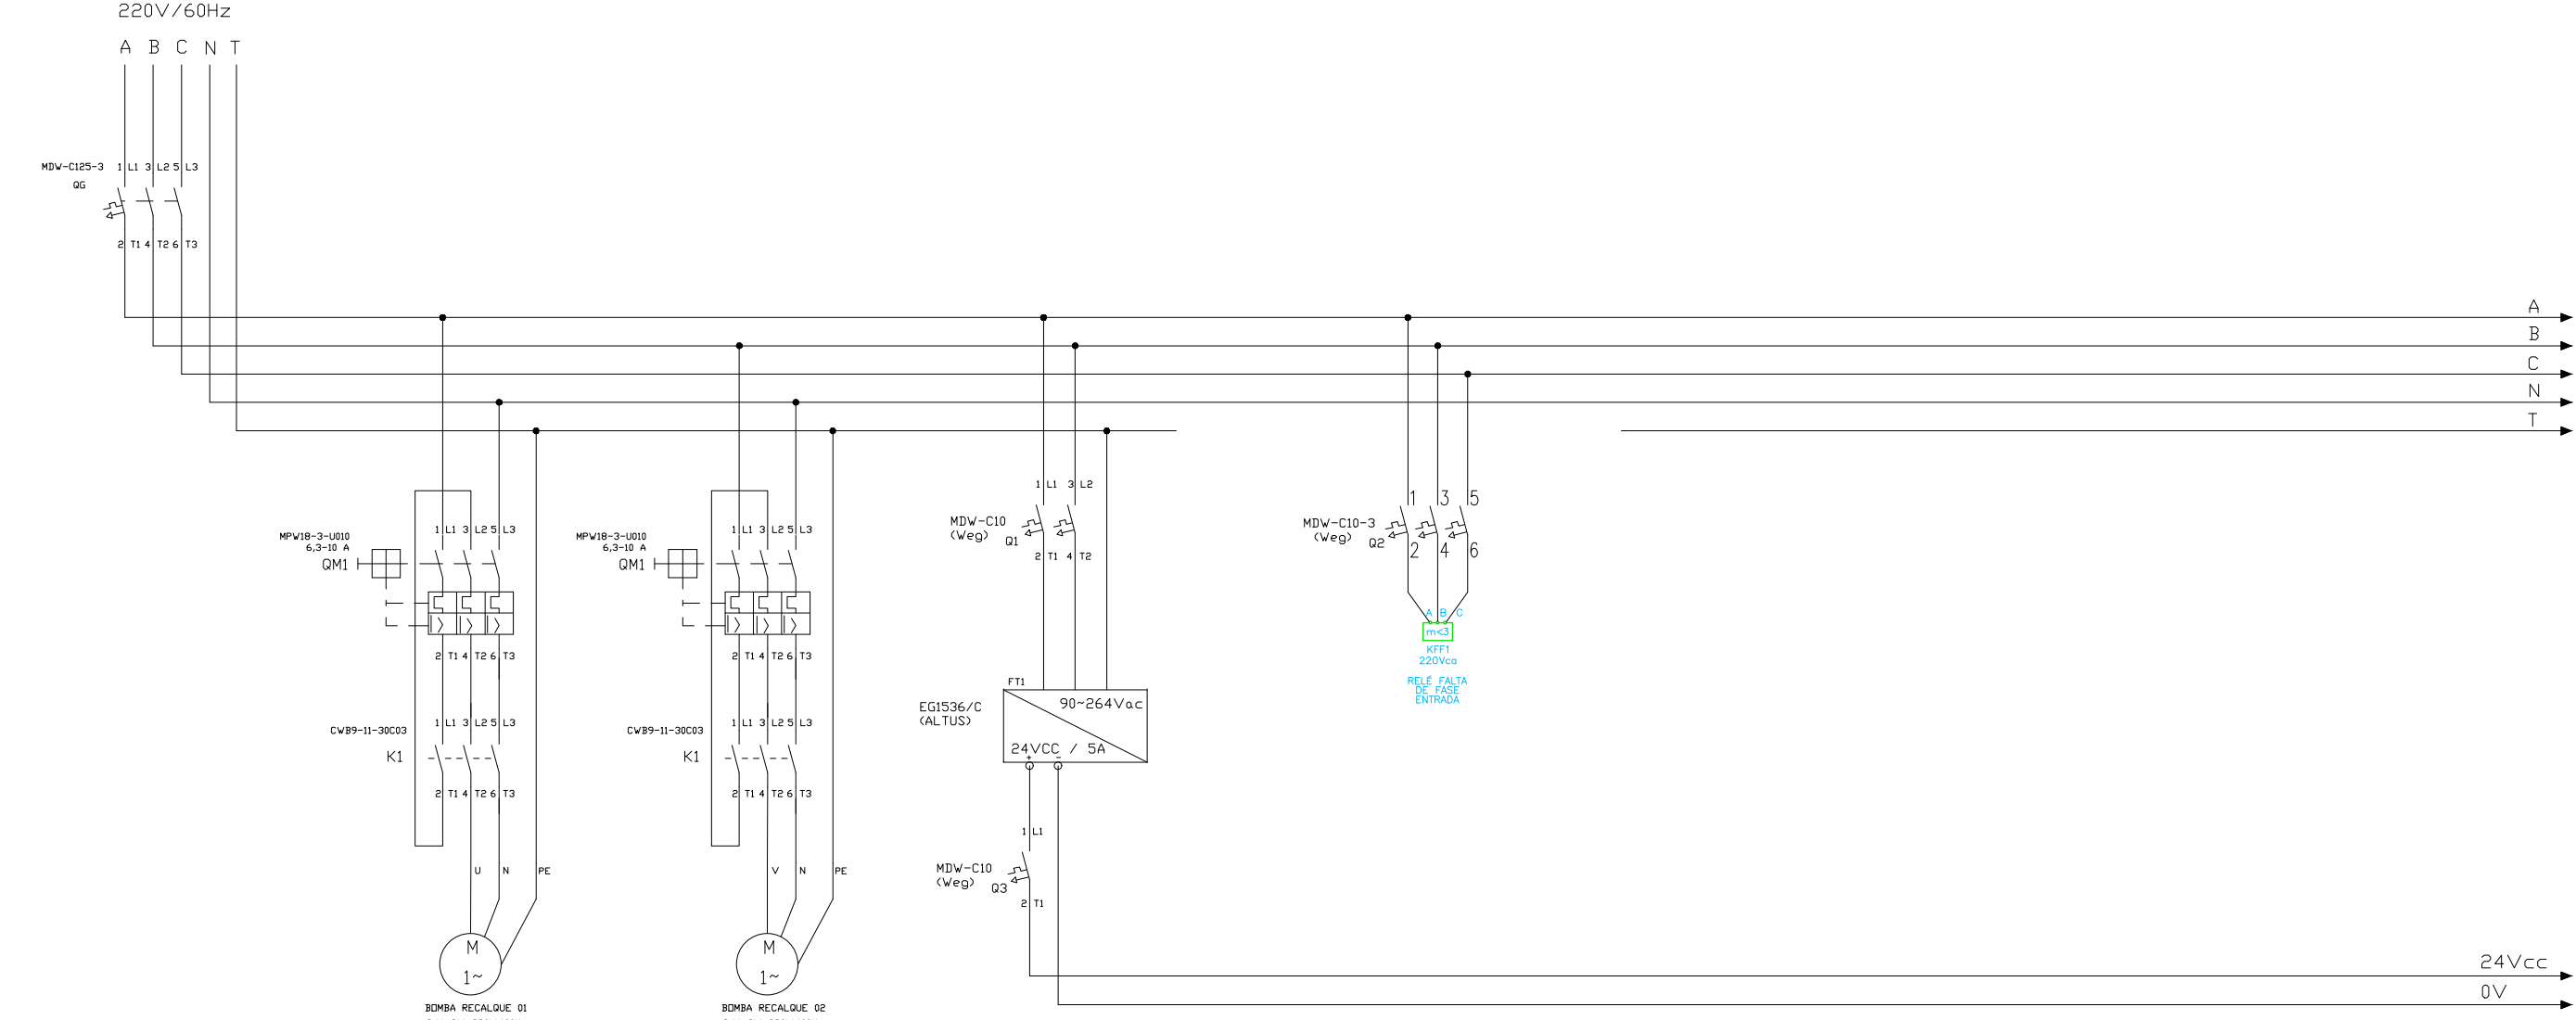 220V/60Hz
A B C N T
MDW-C125-3 1 L1 3 L2 5 L3
QG
2 T1 4 T2 6 T3
A
B
C
N
T
1 L1 3 L2
1 3 5
MDW-C10
(Weg) Q1
MDW-C10-3
(Weg) Q2
2 4 6
2 T1 4 T2
1 L1 3 L2 5 L3
MPW18-3-U010
6,3-10 A
QM1
2 T1 4 T2 6 T3
1 L1 3 L2 5 L3
CWB9-11-30C03
K1
2 T1 4 T2 6 T3
U N PE
M
1~
BOMBA RECALQUE 01
1 L1 3 L2 5 L3
MPW18-3-U010
6,3-10 A
QM1
2 T1 4 T2 6 T3
1 L1 3 L2 5 L3
CWB9-11-30C03
K1
2 T1 4 T2 6 T3
V N PE
M
1~
BOMBA RECALQUE 02
FT1
EG1536/C
(ALTUS)
90~264Vac
24VCC / 5A
+ -
1 L1
MDW-C10
(Weg) Q3
2 T1
A B C
m<3
KFF1
220Vca
RELÉ FALTA
DE FASE
ENTRADA
24Vcc
0V